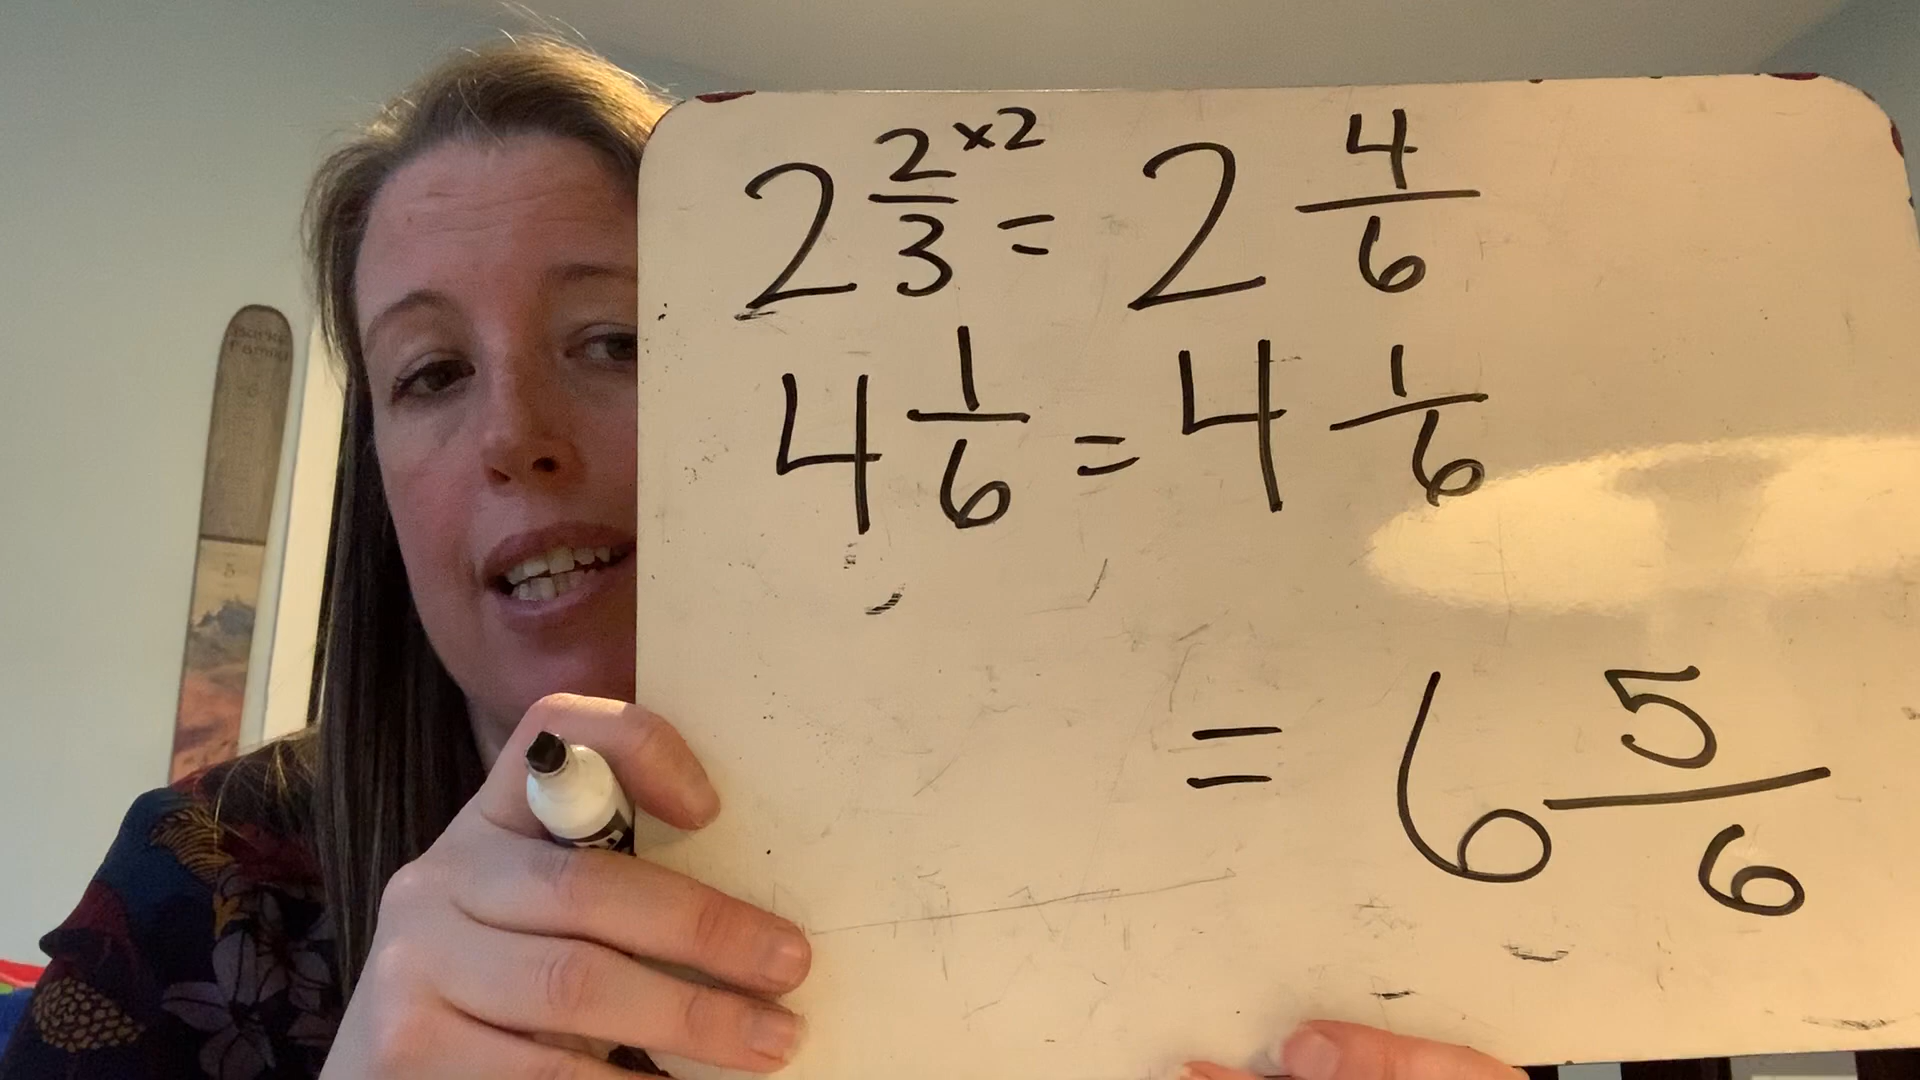 2 2/3 ×2 = 2 4/6
4 1/6 = 4 1/6
= 6 5/6